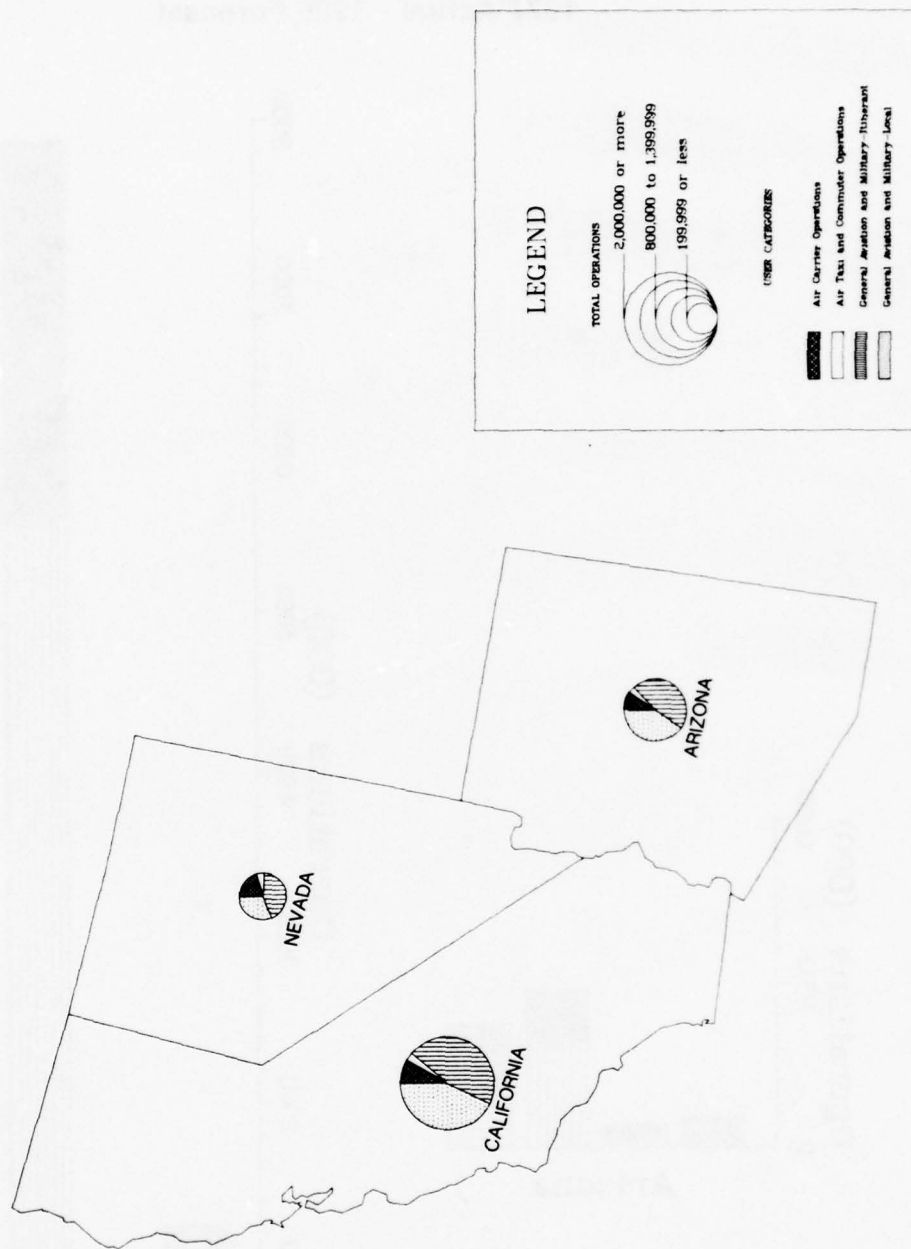 LEGEND
TOTAL OPERATIONS
2,000,000 or more
800,000 to 1,399,999
199,999 or less
USER CATEGORIES
Air Carrier Operations
Air Taxi and Commuter Operations
General Aviation and Military-Itinerant
General Aviation and Military-Local
NEVADA
CALIFORNIA
ARIZONA